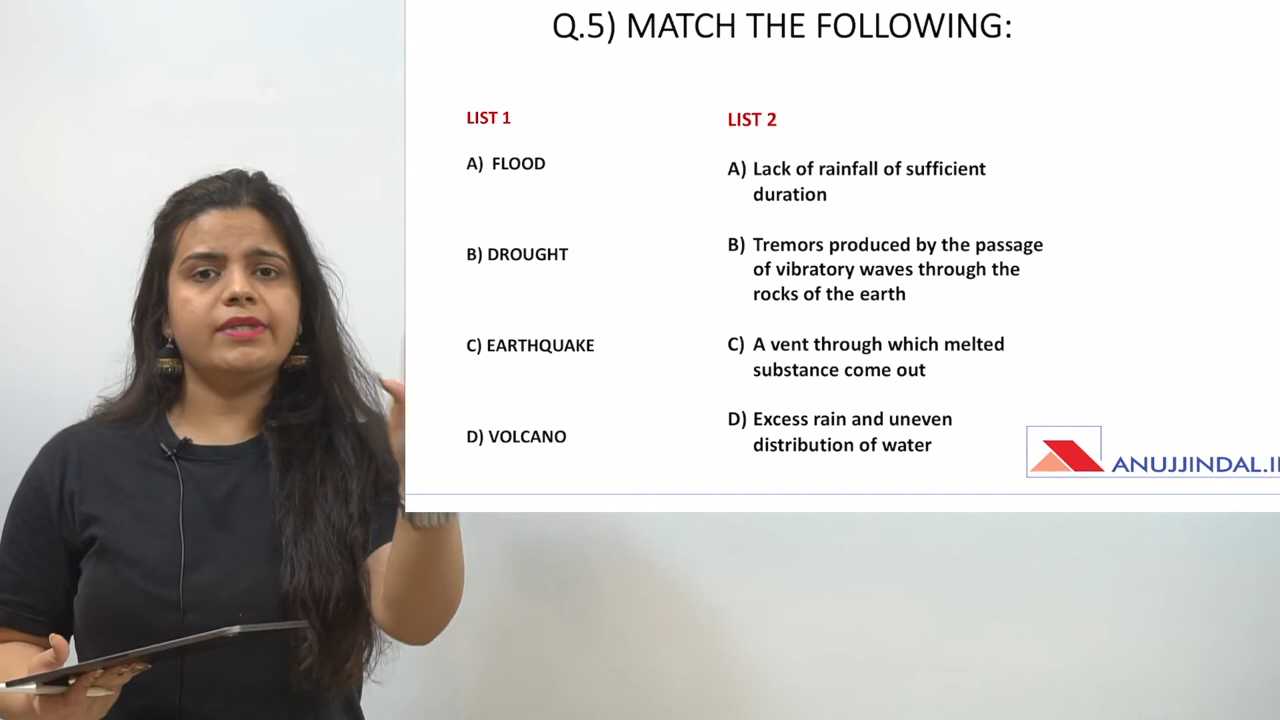 Q.5) MATCH THE FOLLOWING:
LIST 1
A) FLOOD
B) DROUGHT
C) EARTHQUAKE
D) VOLCANO
LIST 2
A) Lack of rainfall of sufficient
duration
B) Tremors produced by the passage
of vibratory waves through the
rocks of the earth
C) A vent through which melted
substance come out
D) Excess rain and uneven
distribution of water
ANUJJINDAL.I